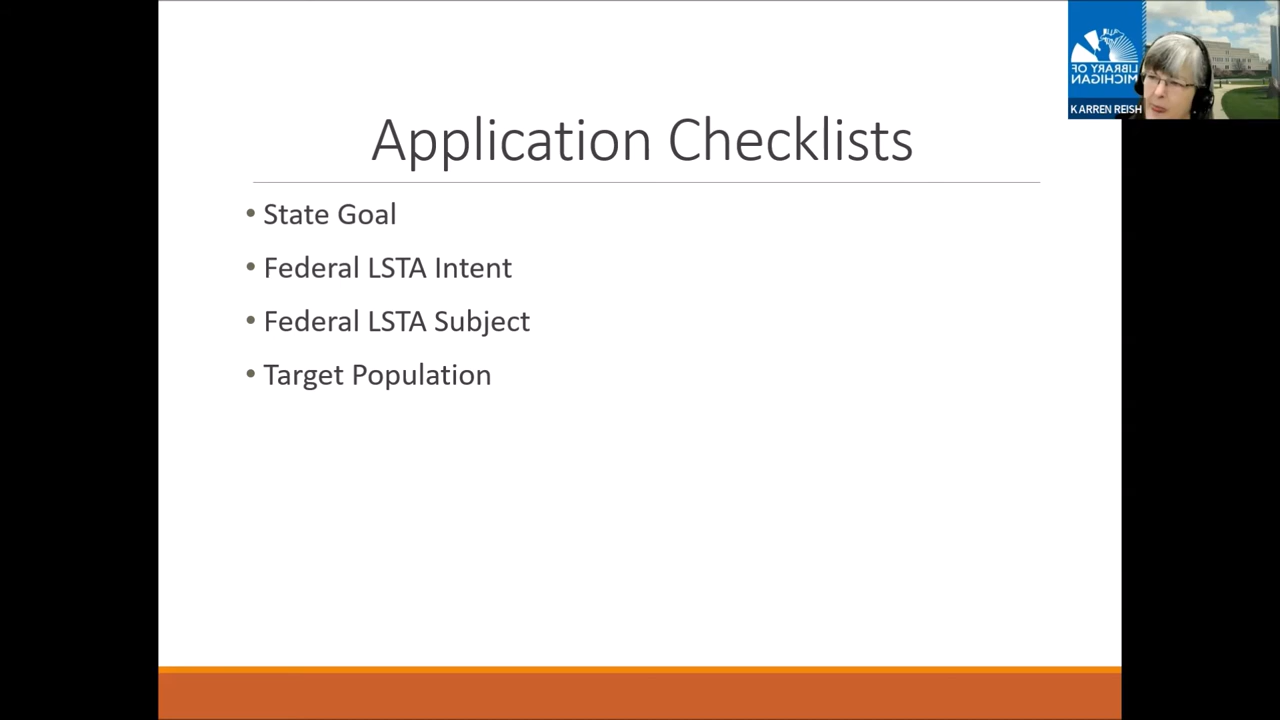 Application Checklists
• State Goal
• Federal LSTA Intent
• Federal LSTA Subject
• Target Population
LIBRARY OF
MICHIGAN
KARREN REISH